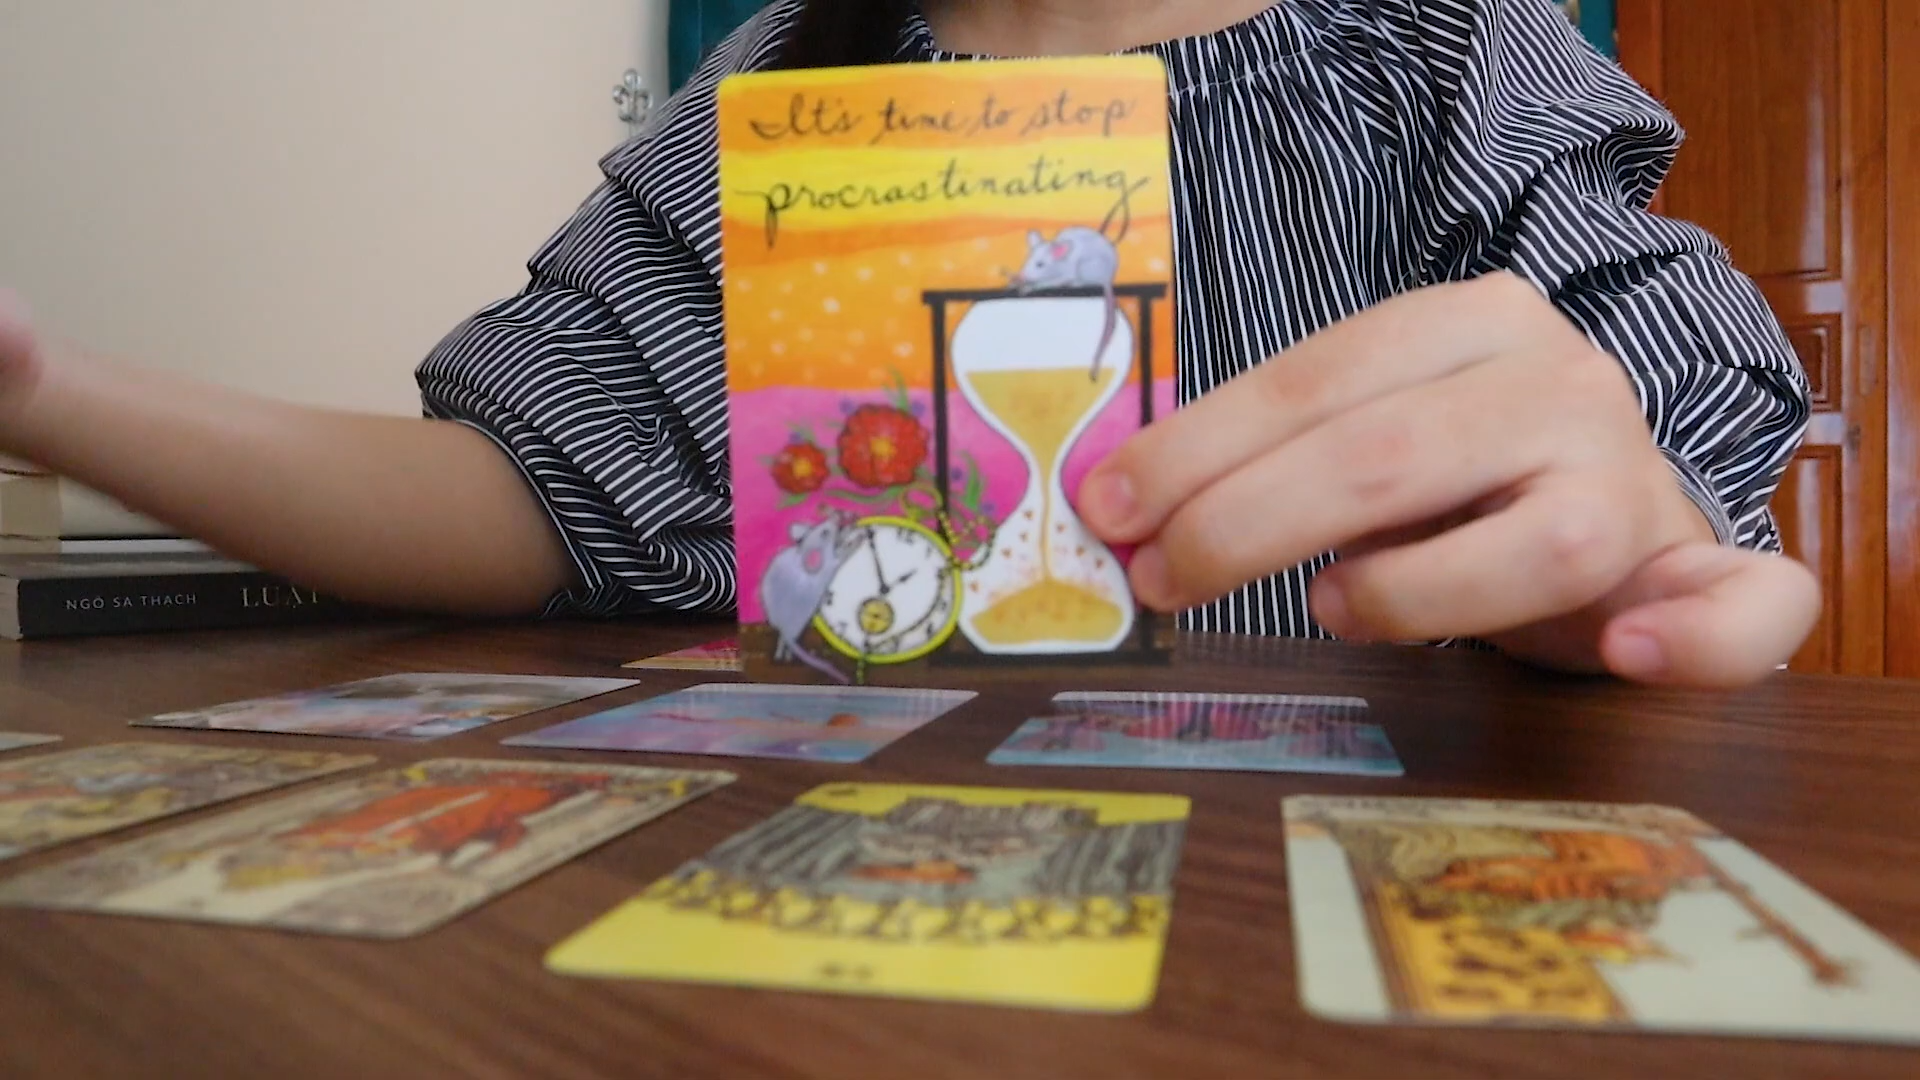 It's time to stop
procrastinating
NGÔ SA THẠCH